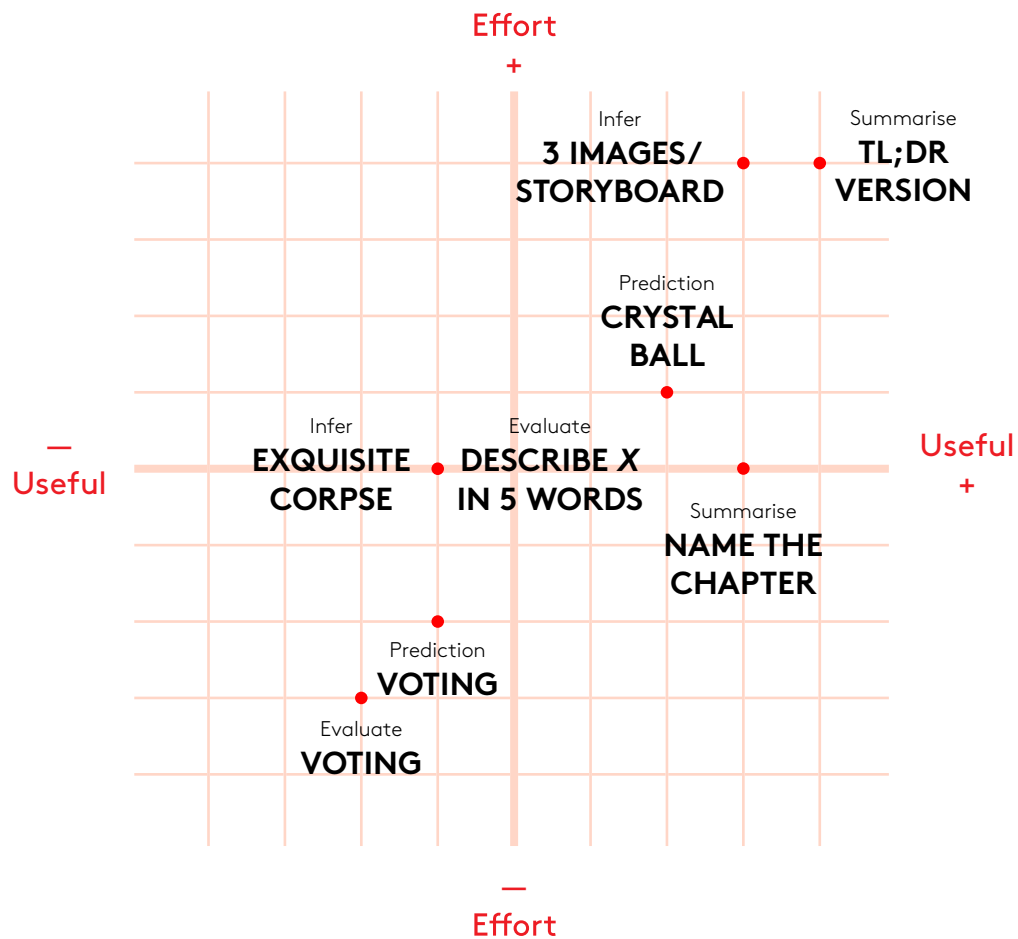 Effort
+
Infer
3 IMAGES/
STORYBOARD
Summarise
TL;DR
VERSION
Prediction
CRYSTAL
BALL
—
Useful
Infer
EXQUISITE
CORPSE
Evaluate
DESCRIBE X
IN 5 WORDS
Useful
+
Summarise
NAME THE
CHAPTER
Prediction
VOTING
Evaluate
VOTING
—
Effort